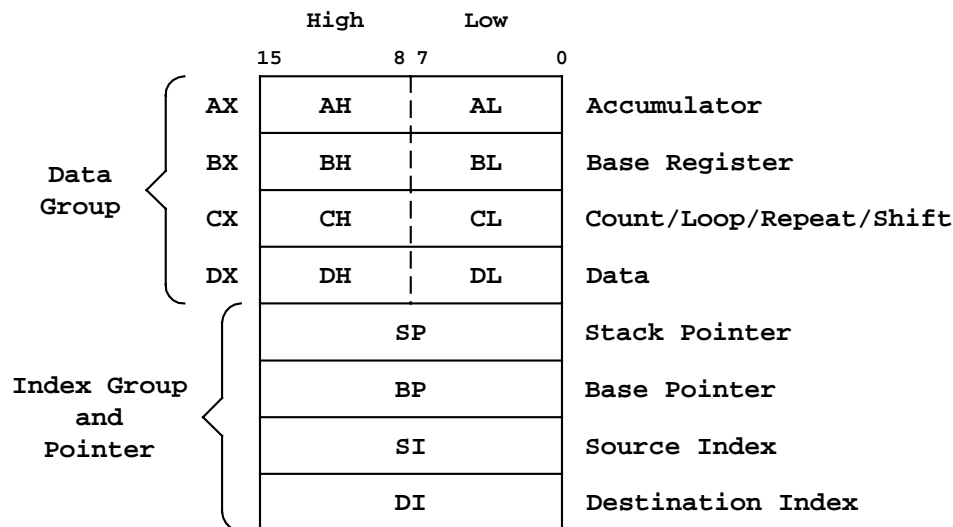 High Low
15 8 7 0
AX AH AL Accumulator
BX BH BL Base Register
Data
Group
CX CH CL Count/Loop/Repeat/Shift
DX DH DL Data
SP Stack Pointer
Index Group
and
Pointer
BP Base Pointer
SI Source Index
DI Destination Index